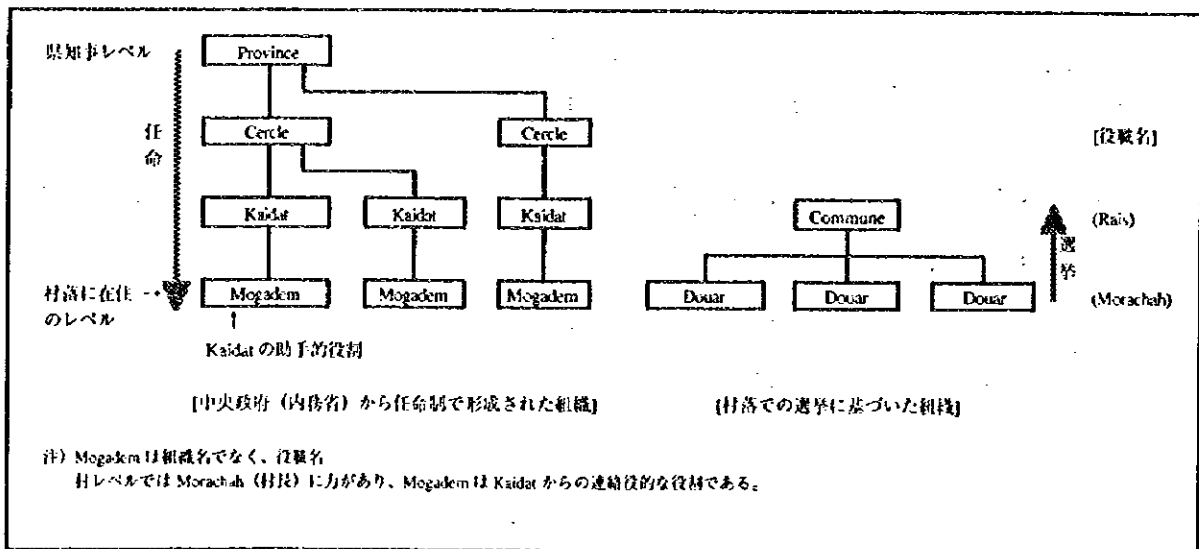 県知事レベル
Province
任命
Cercle
Cercle
[役職名]
Kaidat
Kaidat
Kaidat
Commune
(Rais)
選挙
村落に在住
のレベル
Mogadem
Mogadem
Mogadem
Douar
Douar
Douar
(Morachah)
Kaidat の助手的役割
[中央政府（内務省）から任命制で形成された組織]
[村落での選挙に基づいた組織]
注）Mogadem は組織名でなく、役職名
村レベルでは Morachah（村長）に力があり、Mogadem は Kaidat からの連絡役的な役割である。